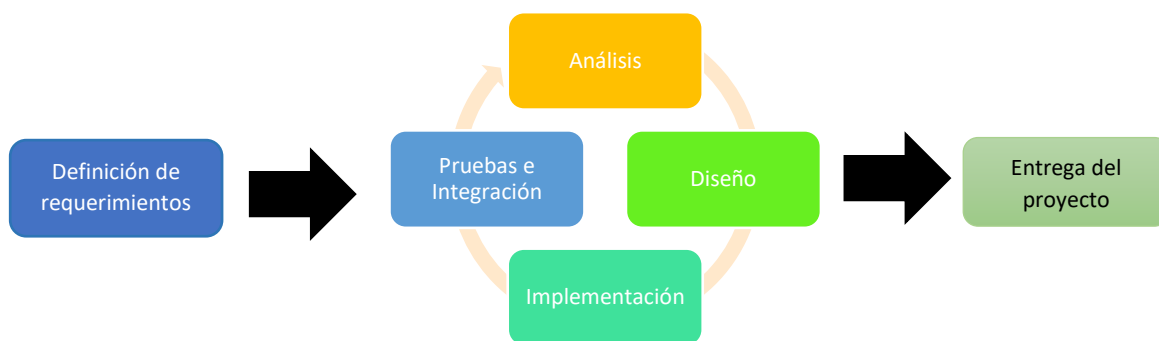 Análisis
Definición de
requerimientos
Pruebas e
Integración
Diseño
Entrega del
proyecto
Implementación